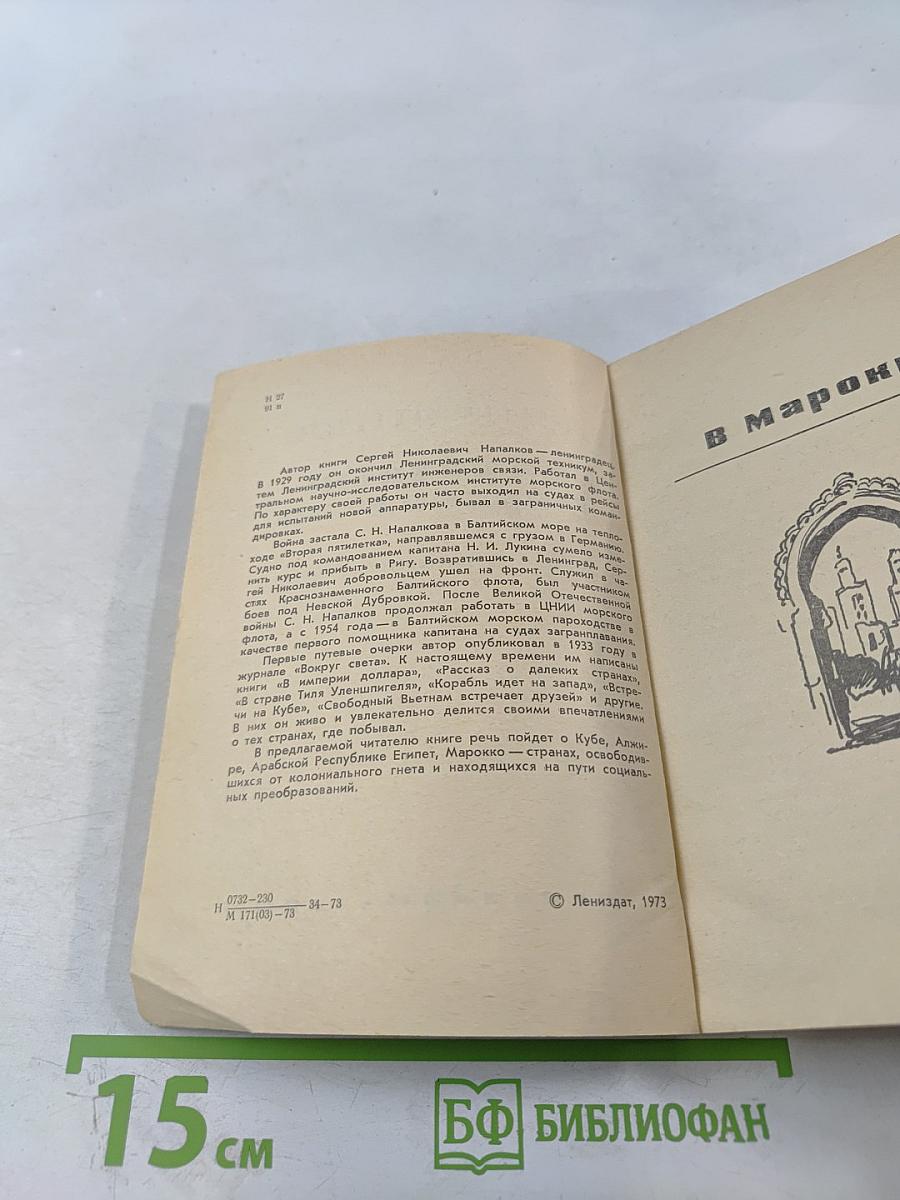 Н 27
91 н
Автор книги Сергей Николаевич Напалков — ленинградец.
В 1929 году он окончил Ленинградский морской техникум, за-
тем Ленинградский институт инженеров связи. Работал в Цен-
тральном научно-исследовательском институте морского флота.
По характеру своей работы он часто выходил на судах в рейсы
для испытаний новой аппаратуры, бывал в заграничных коман-
дировках.
Война застала С. Н. Напалкова в Балтийском море на тепло-
ходе «Вторая пятилетка», направлявшемся с грузом в Германию.
Судно под командованием капитана Н. И. Лукина сумело изме-
нить курс и прибыть в Ригу. Возвратившись в Ленинград, Сер-
гей Николаевич добровольцем ушел на фронт. Служил в ча-
стях Краснознаменного Балтийского флота, был участником
боев под Невской Дубровкой. После Великой Отечественной
войны С. Н. Напалков продолжал работать в ЦНИИ морского
флота, а с 1954 года — в Балтийском морском пароходстве в
качестве первого помощника капитана на судах загранплавания.
Первые путевые очерки автор опубликовал в 1933 году в
журнале «Вокруг света». К настоящему времени им написаны
книги «В империи доллара», «Рассказ о далеких странах»,
«В стране Тиля Уленшпигеля», «Корабль идет на запад», «Встре-
чи на Кубе», «Свободный Вьетнам встречает друзей» и другие.
В них он живо и увлекательно делится своими впечатлениями
о тех странах, где побывал.
В предлагаемой читателю книге речь пойдет о Кубе, Алжи-
ре, Арабской Республике Египет, Марокко — странах, освободив-
шихся от колониального гнета и находящихся на пути социаль-
ных преобразований.
Н 0732—230 34—73
М 171(03)—73
© Лениздат, 1973
В Марок
15 см
БФ БИБЛИОФАН